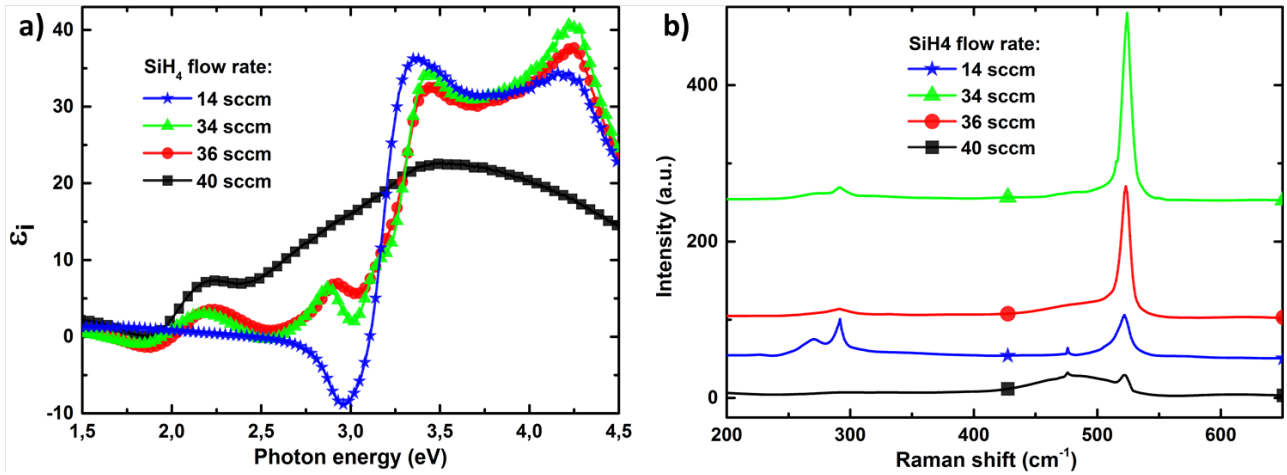 a)
SiH4 flow rate:
14 sccm
34 sccm
36 sccm
40 sccm
40
30
20
10
0
-10
εi
1,5
2,0
2,5
3,0
3,5
4,0
4,5
Photon energy (eV)
b)
SiH4 flow rate:
14 sccm
34 sccm
36 sccm
40 sccm
400
200
0
Intensity (a.u.)
200
300
400
500
600
Raman shift (cm-1)